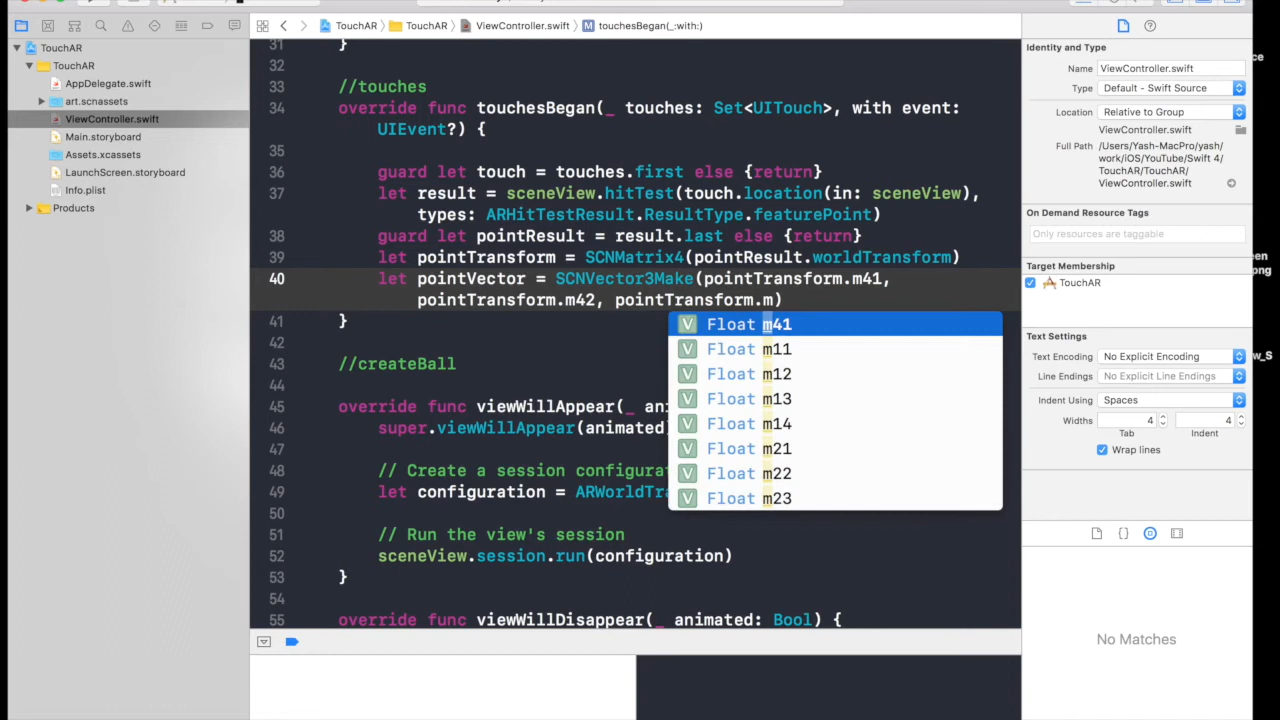 TouchAR
TouchAR
ViewController.swift
M touchesBegan(_:with:)
TouchAR
TouchAR
AppDelegate.swift
art.scnassets
ViewController.swift
Main.storyboard
Assets.xcassets
LaunchScreen.storyboard
Info.plist
Products
31 }
32
33 //touches
34 override func touchesBegan(_ touches: Set<UITouch>, with event:
UIEvent?) {
35
36 guard let touch = touches.first else {return}
37 let result = sceneView.hitTest(touch.location(in: sceneView),
types: ARHitTestResult.ResultType.featurePoint)
38 guard let pointResult = result.last else {return}
39 let pointTransform = SCNMatrix4(pointResult.worldTransform)
40 let pointVector = SCNVector3Make(pointTransform.m41,
pointTransform.m42, pointTransform.m)
41 }
42
43 //createBall
44
45 override func viewWillAppear(_ ani
46 super.viewWillAppear(animated)
47
48 // Create a session configurat
49 let configuration = ARWorldTra
50
51 // Run the view's session
52 sceneView.session.run(configuration)
53 }
54
55 override func viewWillDisappear(_ animated: Bool) {
V Float m41
V Float m11
V Float m12
V Float m13
V Float m14
V Float m21
V Float m22
V Float m23
Identity and Type
Name ViewController.swift
Type Default - Swift Source
Location Relative to Group
ViewController.swift
Full Path /Users/Yash-MacPro/yash/
work/iOS/YouTube/Swift 4/
TouchAR/TouchAR/
ViewController.swift
On Demand Resource Tags
Only resources are taggable
Target Membership
TouchAR
Text Settings
Text Encoding No Explicit Encoding
Line Endings No Explicit Line Endings
Indent Using Spaces
Widths 4 4
Tab Indent
Wrap lines
No Matches
ce
een
ong
w_S